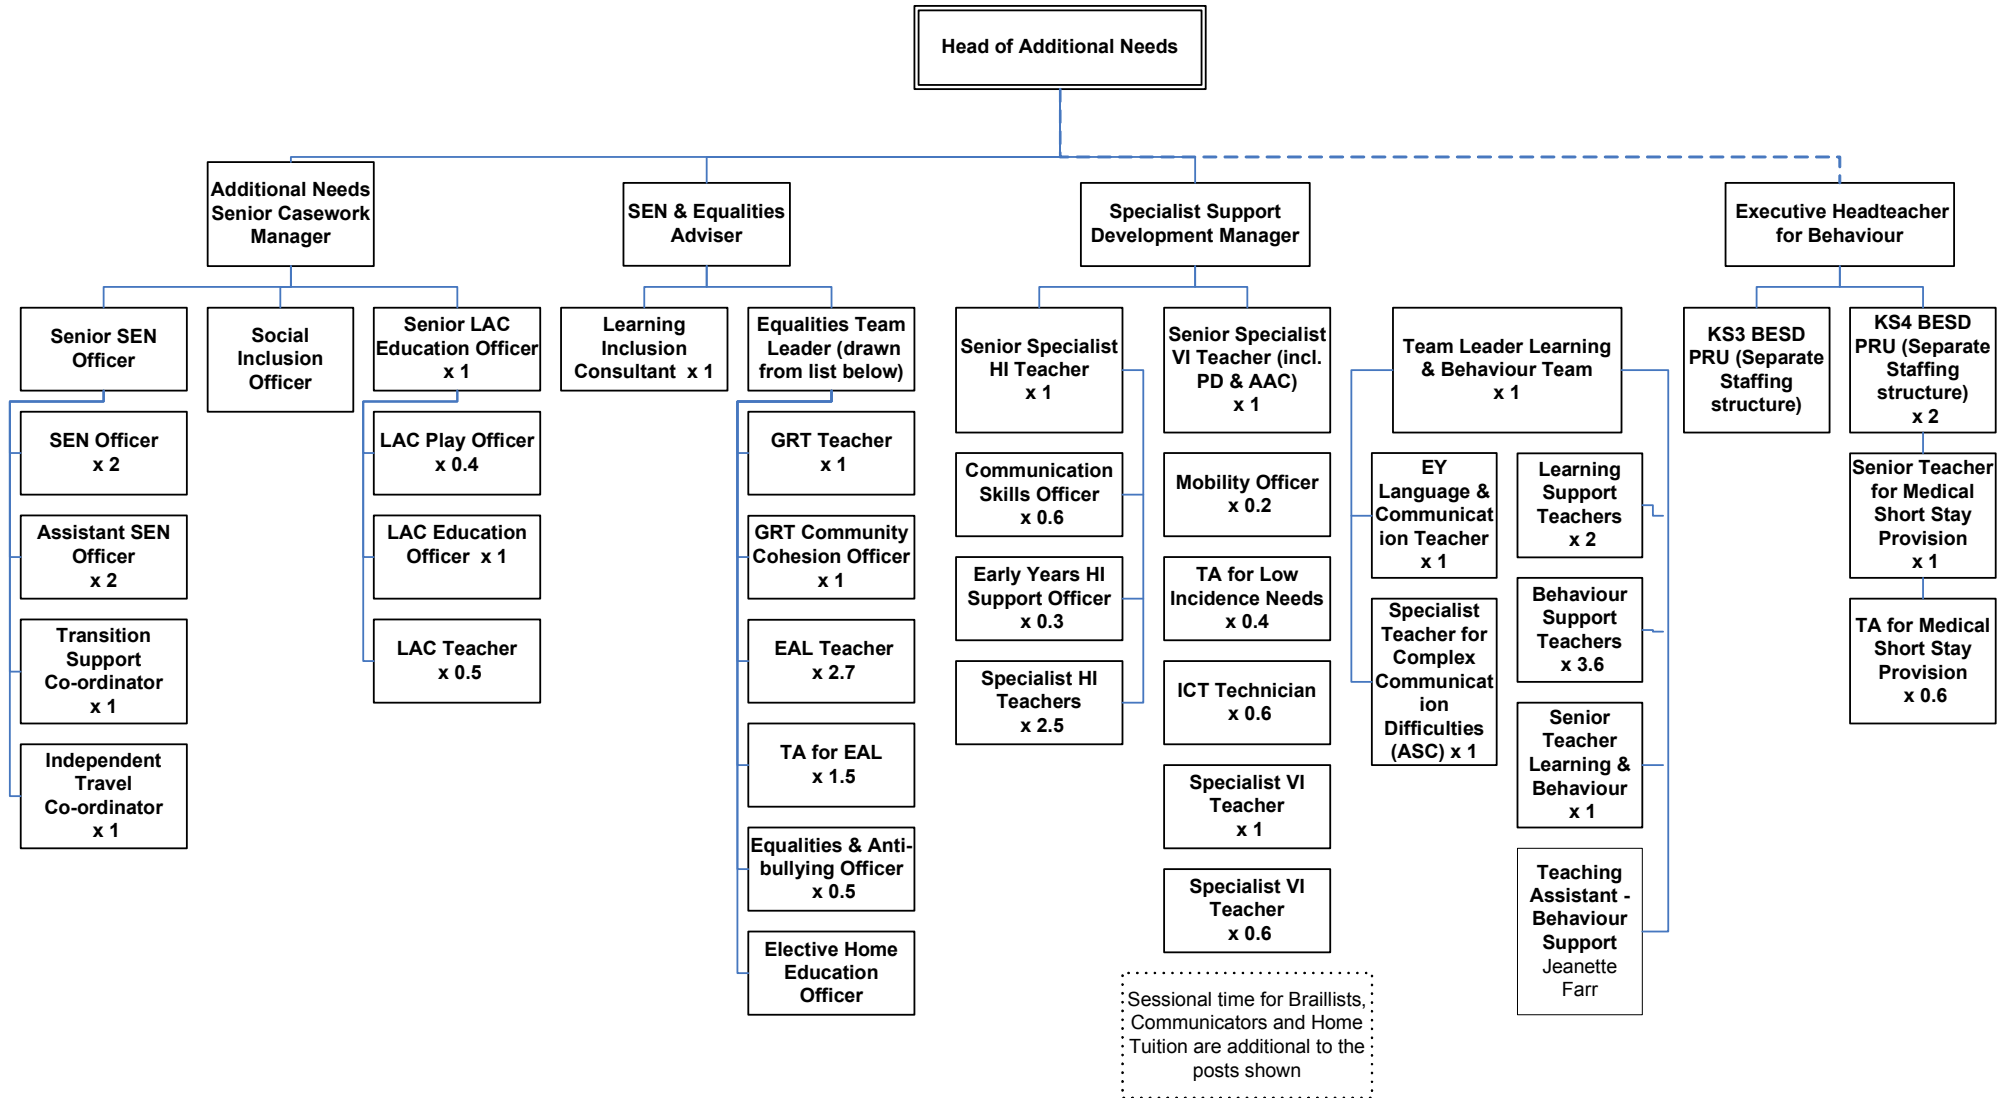 Head of Additional Needs
Additional Needs
Senior Casework
Manager
SEN & Equalities
Adviser
Specialist Support
Development Manager
Executive Headteacher
for Behaviour
Senior SEN
Officer
SEN Officer
x 2
Assistant SEN
Officer
x 2
Transition
Support
Co-ordinator
x 1
Independent
Travel
Co-ordinator
x 1
Social
Inclusion
Officer
Senior LAC
Education Officer
x 1
LAC Play Officer
x 0.4
LAC Education
Officer x 1
LAC Teacher
x 0.5
Learning
Inclusion
Consultant x 1
Equalities Team
Leader (drawn
from list below)
GRT Teacher
x 1
GRT Community
Cohesion Officer
x 1
EAL Teacher
x 2.7
TA for EAL
x 1.5
Equalities & Anti-
bullying Officer
x 0.5
Elective Home
Education
Officer
Senior Specialist
HI Teacher
x 1
Communication
Skills Officer
x 0.6
Early Years HI
Support Officer
x 0.3
Specialist HI
Teachers
x 2.5
Senior Specialist
VI Teacher (incl.
PD & AAC)
x 1
Mobility Officer
x 0.2
TA for Low
Incidence Needs
x 0.4
ICT Technician
x 0.6
Specialist VI
Teacher
x 1
Specialist VI
Teacher
x 0.6
Sessional time for Braillists,
Communicators and Home
Tuition are additional to the
posts shown
Team Leader Learning
& Behaviour Team
x 1
EY
Language &
Communicat
ion Teacher
x 1
Specialist
Teacher for
Complex
Communicat
ion
Difficulties
(ASC) x 1
Learning
Support
Teachers
x 2
Behaviour
Support
Teachers
x 3.6
Senior
Teacher
Learning &
Behaviour
x 1
Teaching
Assistant -
Behaviour
Support
Jeanette
Farr
KS3 BESD
PRU (Separate
Staffing
structure)
KS4 BESD
PRU (Separate
Staffing
structure)
x 2
Senior Teacher
for Medical
Short Stay
Provision
x 1
TA for Medical
Short Stay
Provision
x 0.6